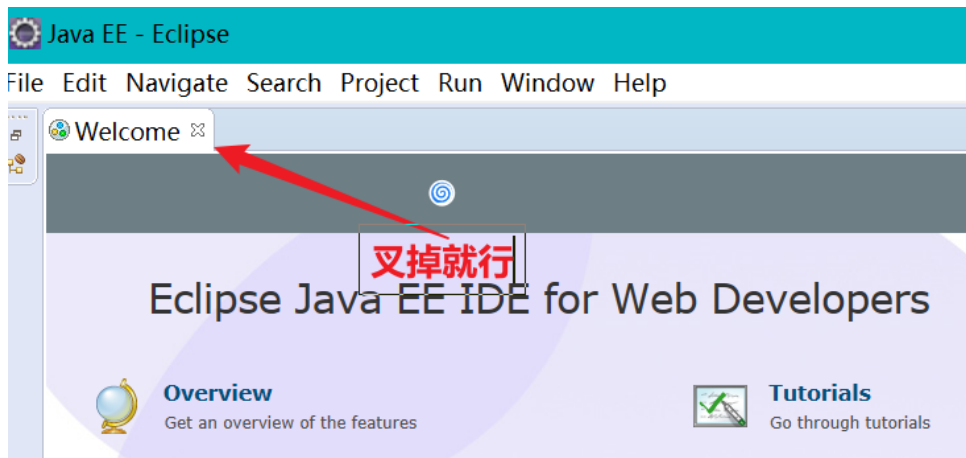 Java EE - Eclipse
File Edit Navigate Search Project Run Window Help
Welcome
叉掉就行
Eclipse Java EE IDE for Web Developers
Overview
Get an overview of the features
Tutorials
Go through tutorials